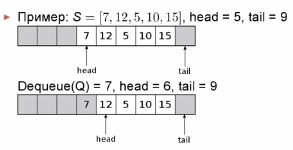 Пример: S = [7, 12, 5, 10, 15], head = 5, tail = 9
7 12 5 10 15
head tail
Dequeue(Q) = 7, head = 6, tail = 9
7 12 5 10 15
head tail